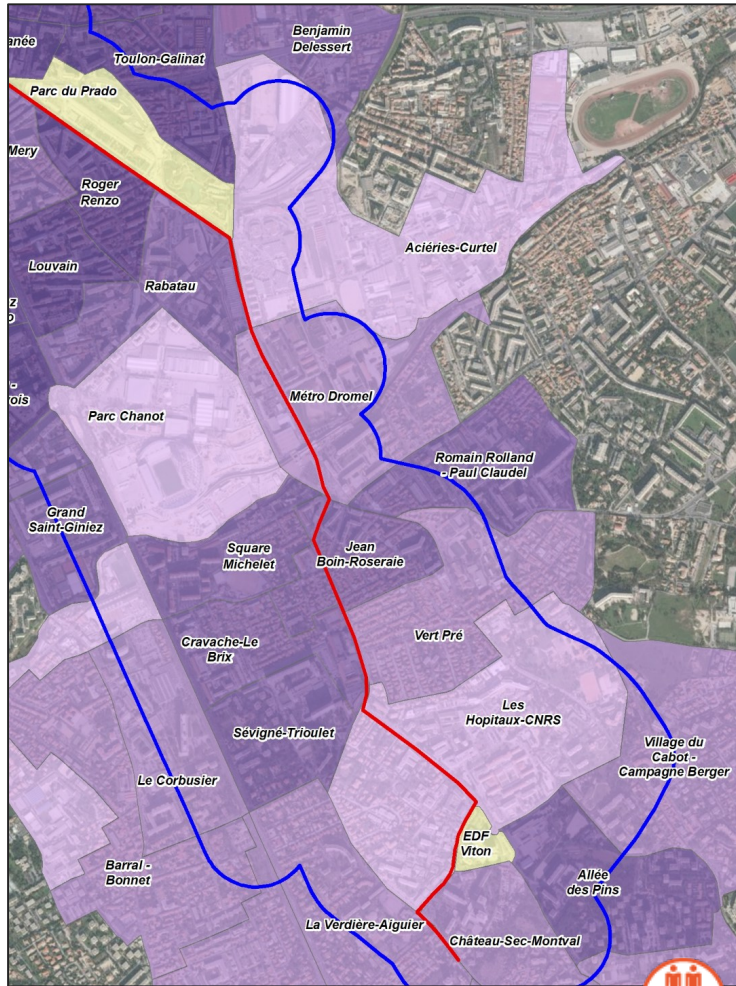 anée
Toulon-Galinat
Benjamin
Delessert
Parc du Prado
Mery
Roger
Renzo
Aciéries-Curtel
Louvain
Rabatau
z
o
Métro Dromel
-
rois
Parc Chanot
Romain Rolland
- Paul Claudel
Grand
Saint-Giniez
Square
Michelet
Jean
Boin-Roseraie
Cravache-Le
Brix
Vert Pré
Sévigné-Trioulet
Les
Hopitaux-CNRS
Village du
Cabot -
Campagne Berger
Le Corbusier
EDF
Viton
Barral -
Bonnet
Allée
des Pins
La Verdière-Aiguier
Château-Sec-Montval